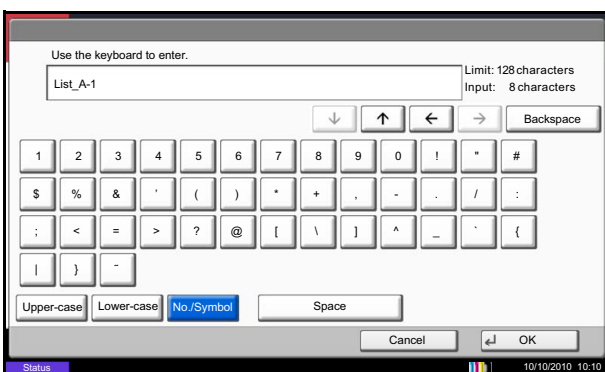 Use the keyboard to enter.
List_A-1
Limit: 128 characters
Input: 8 characters
Backspace
1 2 3 4 5 6 7 8 9 0 ! " #
$ % & ' ( ) * + , - . / :
; < = > ? @ [ \ ] ^ _ ` {
| } ~
Upper-case Lower-case No./Symbol Space
Cancel OK
Status 10/10/2010 10:10